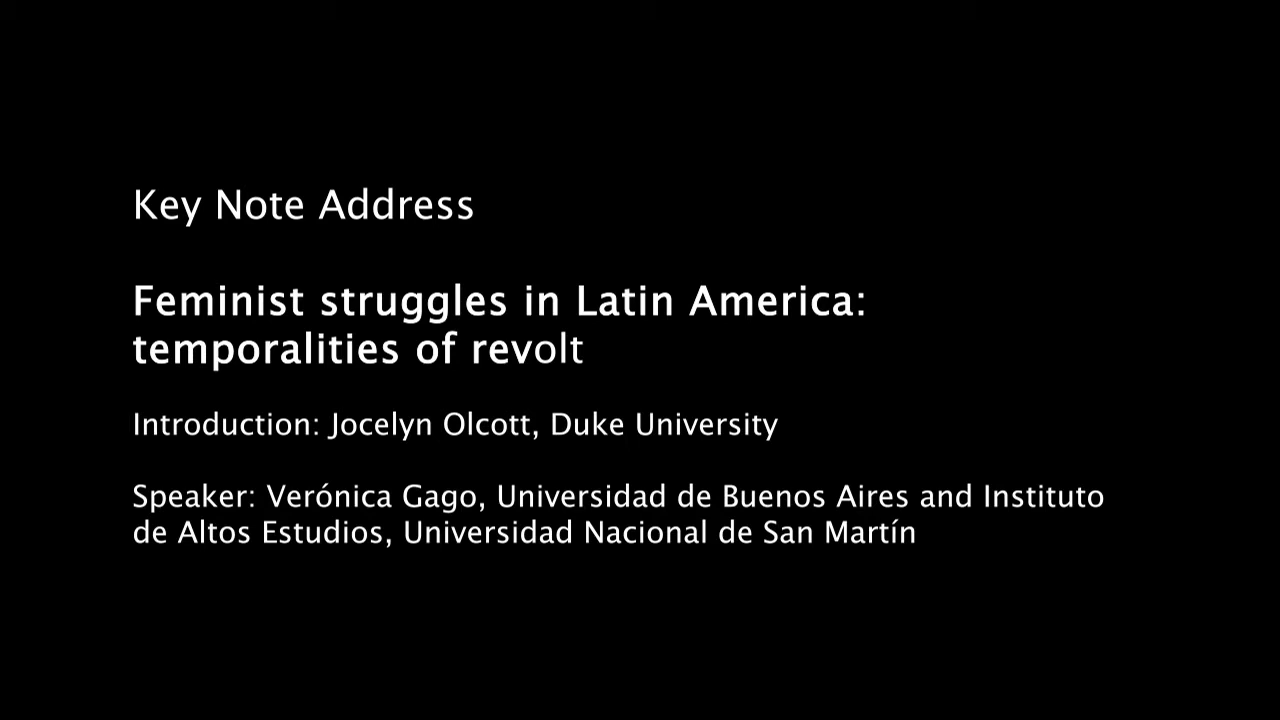 Key Note Address
Feminist struggles in Latin America:
temporalities of revolt
Introduction: Jocelyn Olcott, Duke University
Speaker: Verónica Gago, Universidad de Buenos Aires and Instituto
de Altos Estudios, Universidad Nacional de San Martín